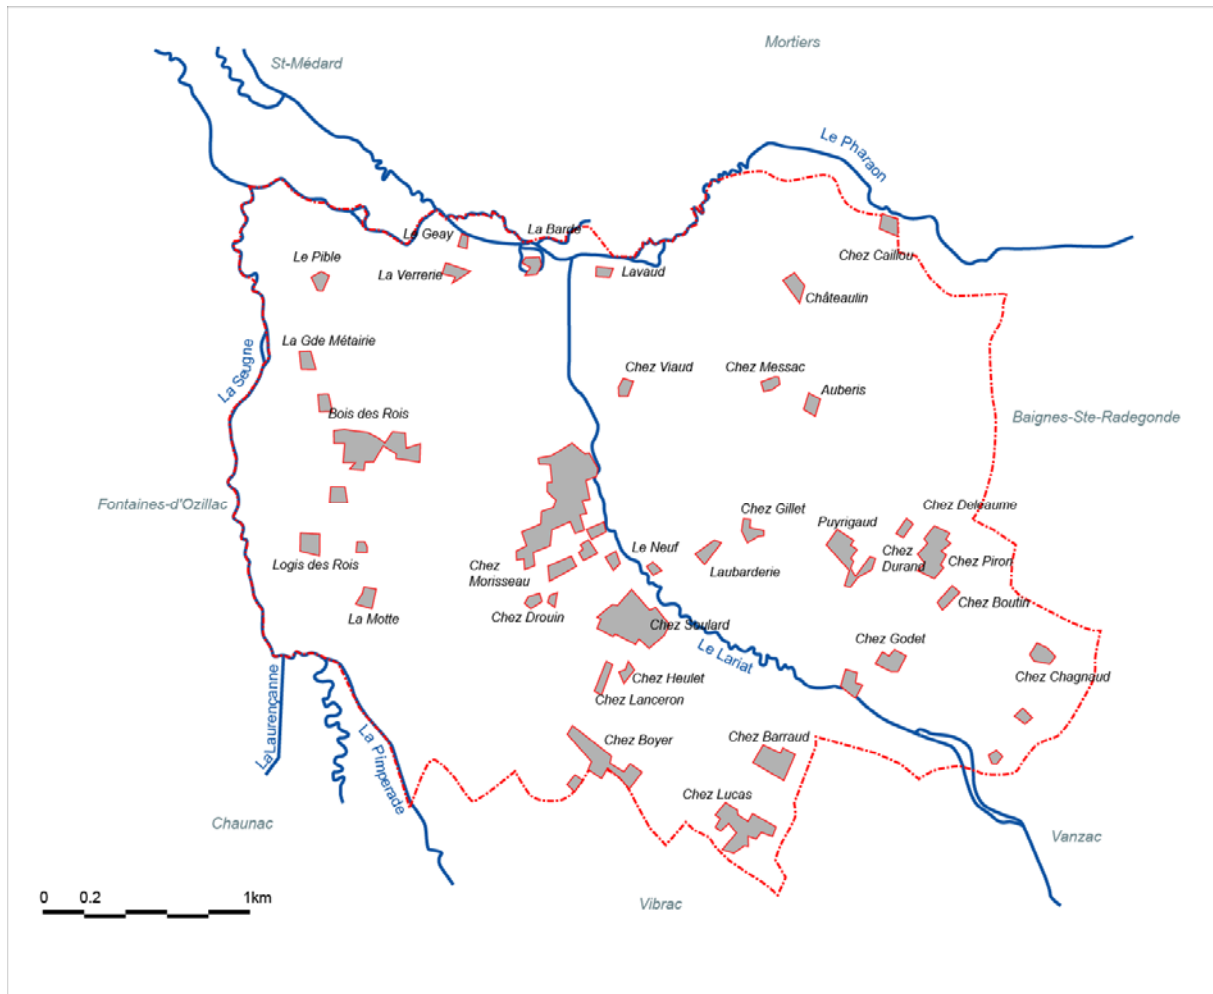 Mortiers
St-Médard
Le Pharaon
La Barde
Le Geay
Chez Caillou
Le Pible
La Verrerie
Lavaud
Châteaulin
La Gde Métairie
La Seugne
Chez Viaud
Chez Messac
Auberis
Bois des Rois
Baignes-Ste-Radegonde
Fontaines-d'Ozillac
Chez Gillet
Chez Deleaume
Puyrigaud
Le Neuf
Chez
Durand
Chez Piron
Logis des Rois
Chez
Morisseau
Laubarderie
Chez Boutin
La Motte
Chez Drouin
Chez Soulard
Chez Godet
Le Lariat
Chez Heulet
Chez Chagnaud
Chez Lanceron
La Laurençanne
La Pimperade
Chez Boyer
Chez Barraud
Chez Lucas
Chaunac
Vanzac
0 0.2 1km
Vibrac